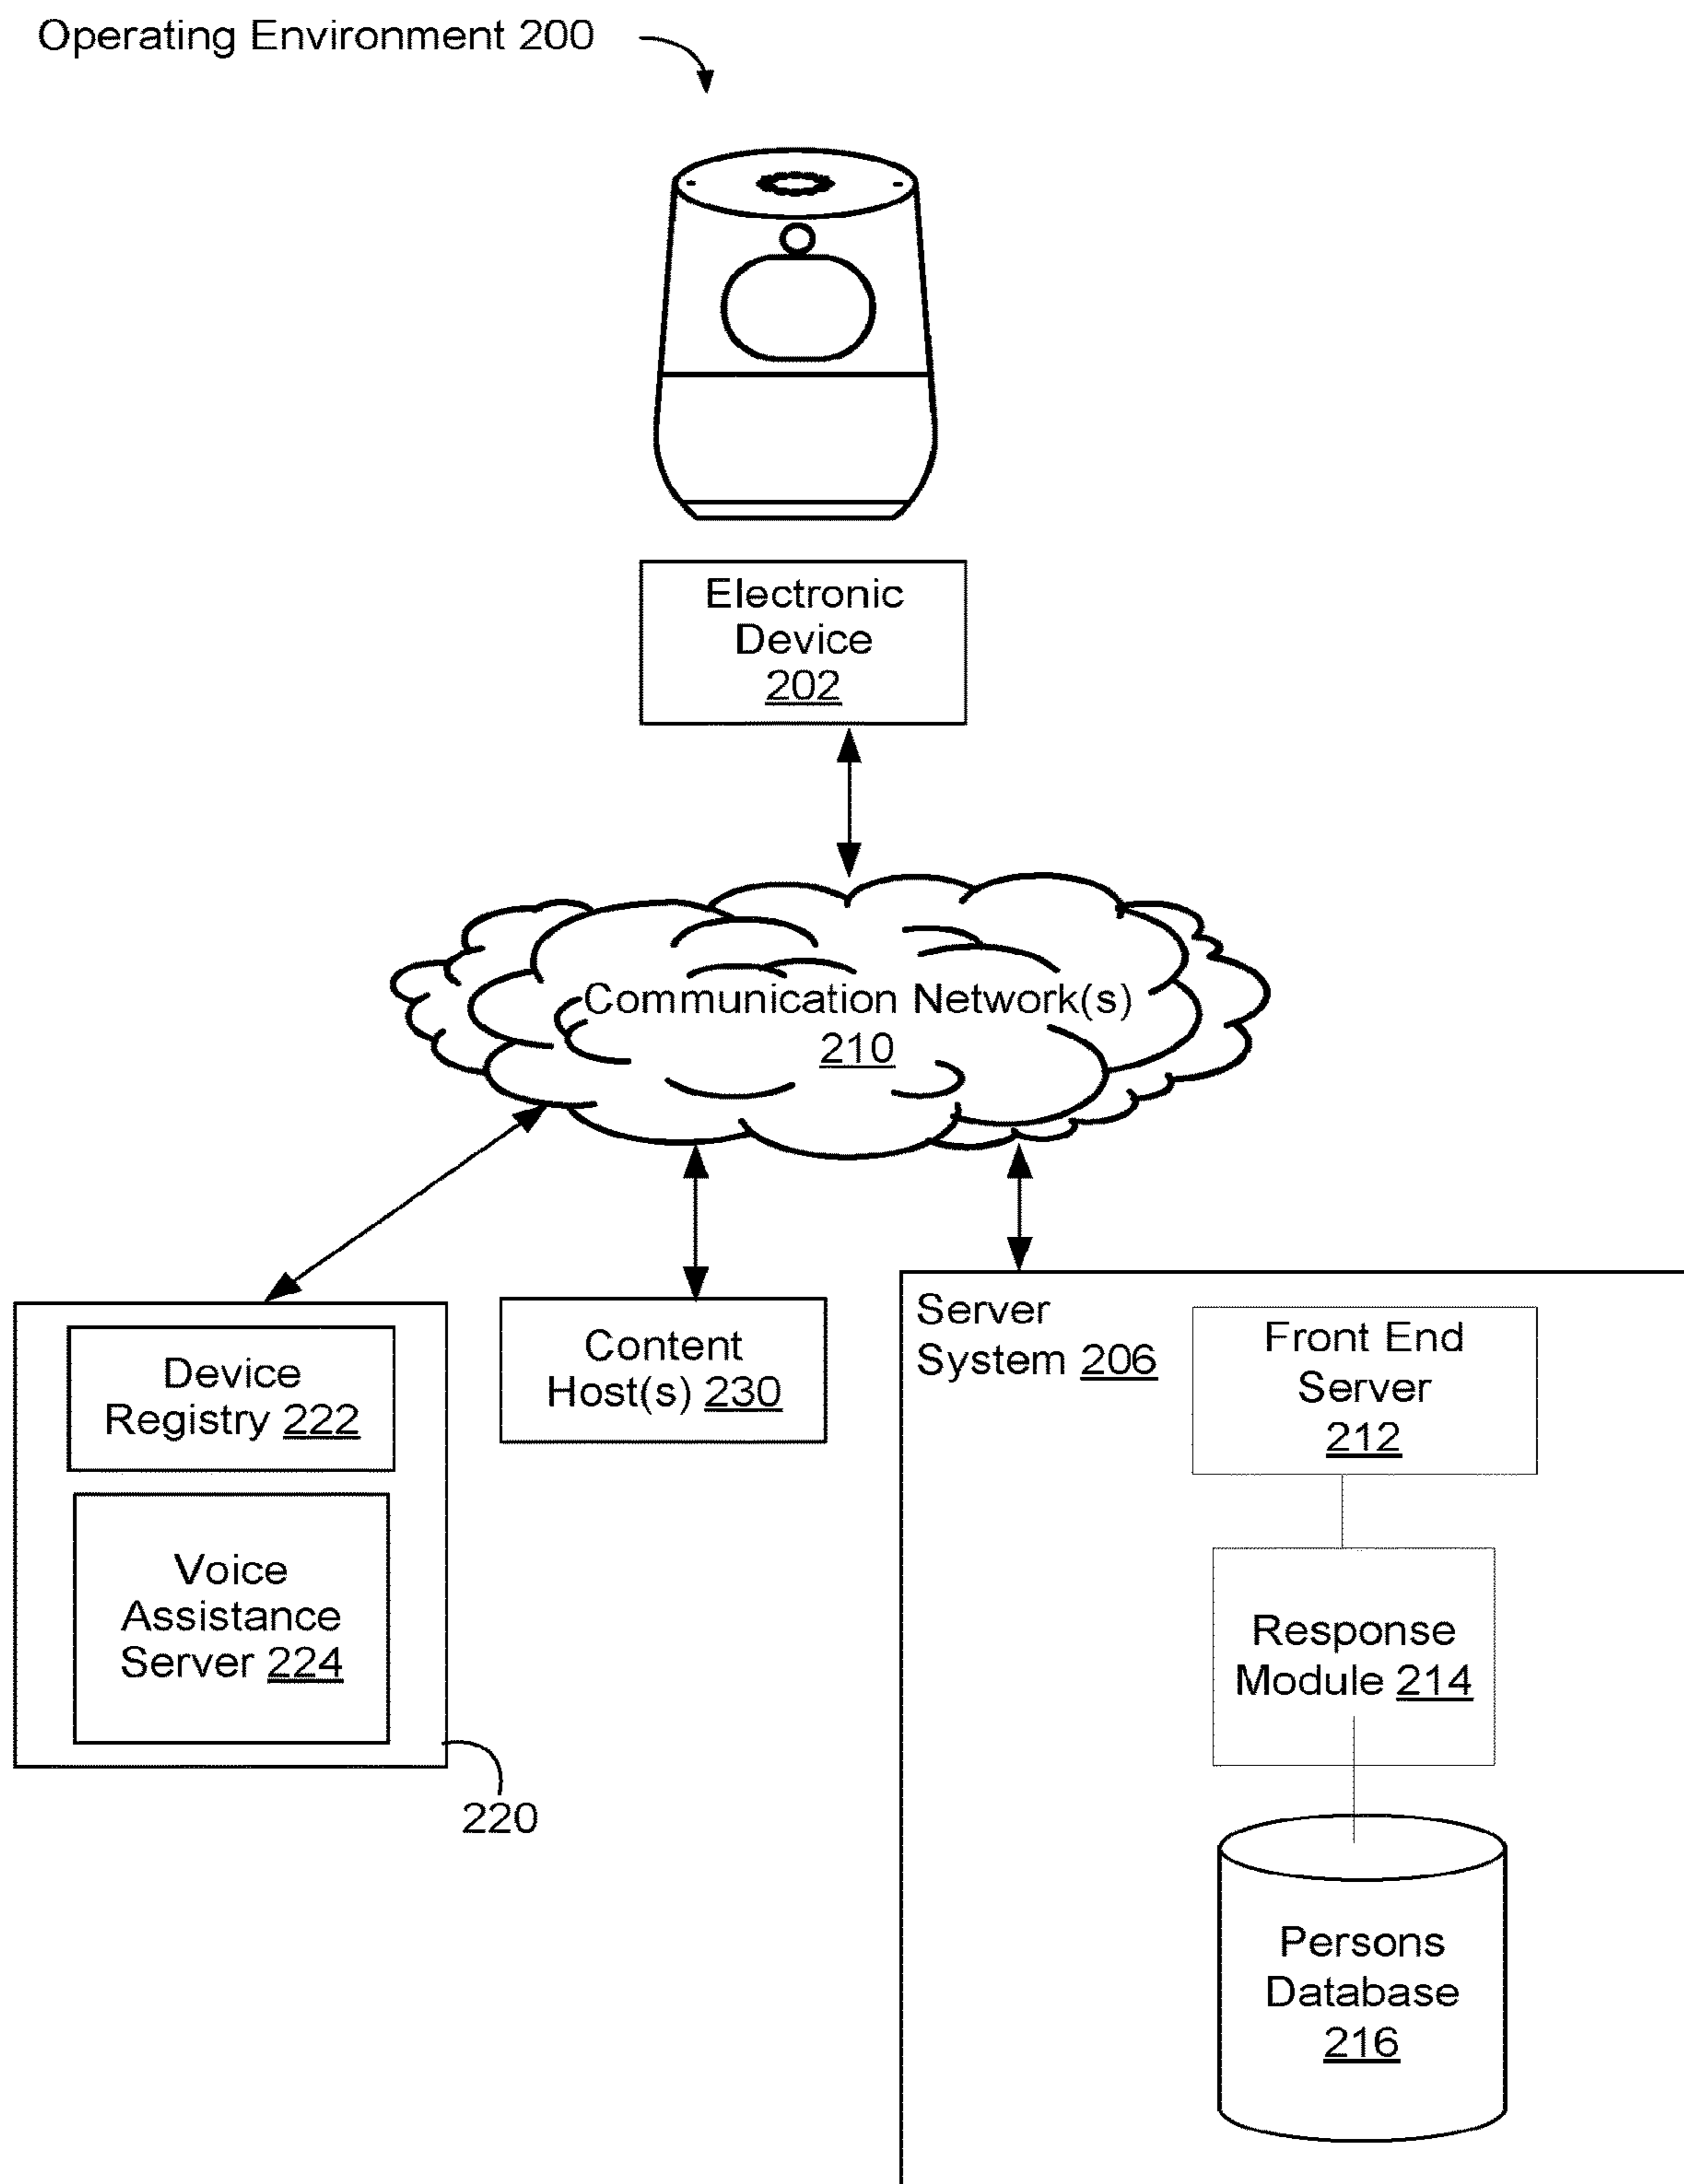 Operating Environment 200
Electronic
Device
202
Communication Network(s)
210
Device
Registry 222
Voice
Assistance
Server 224
220
Content
Host(s) 230
Server
System 206
Front End
Server
212
Response
Module 214
Persons
Database
216